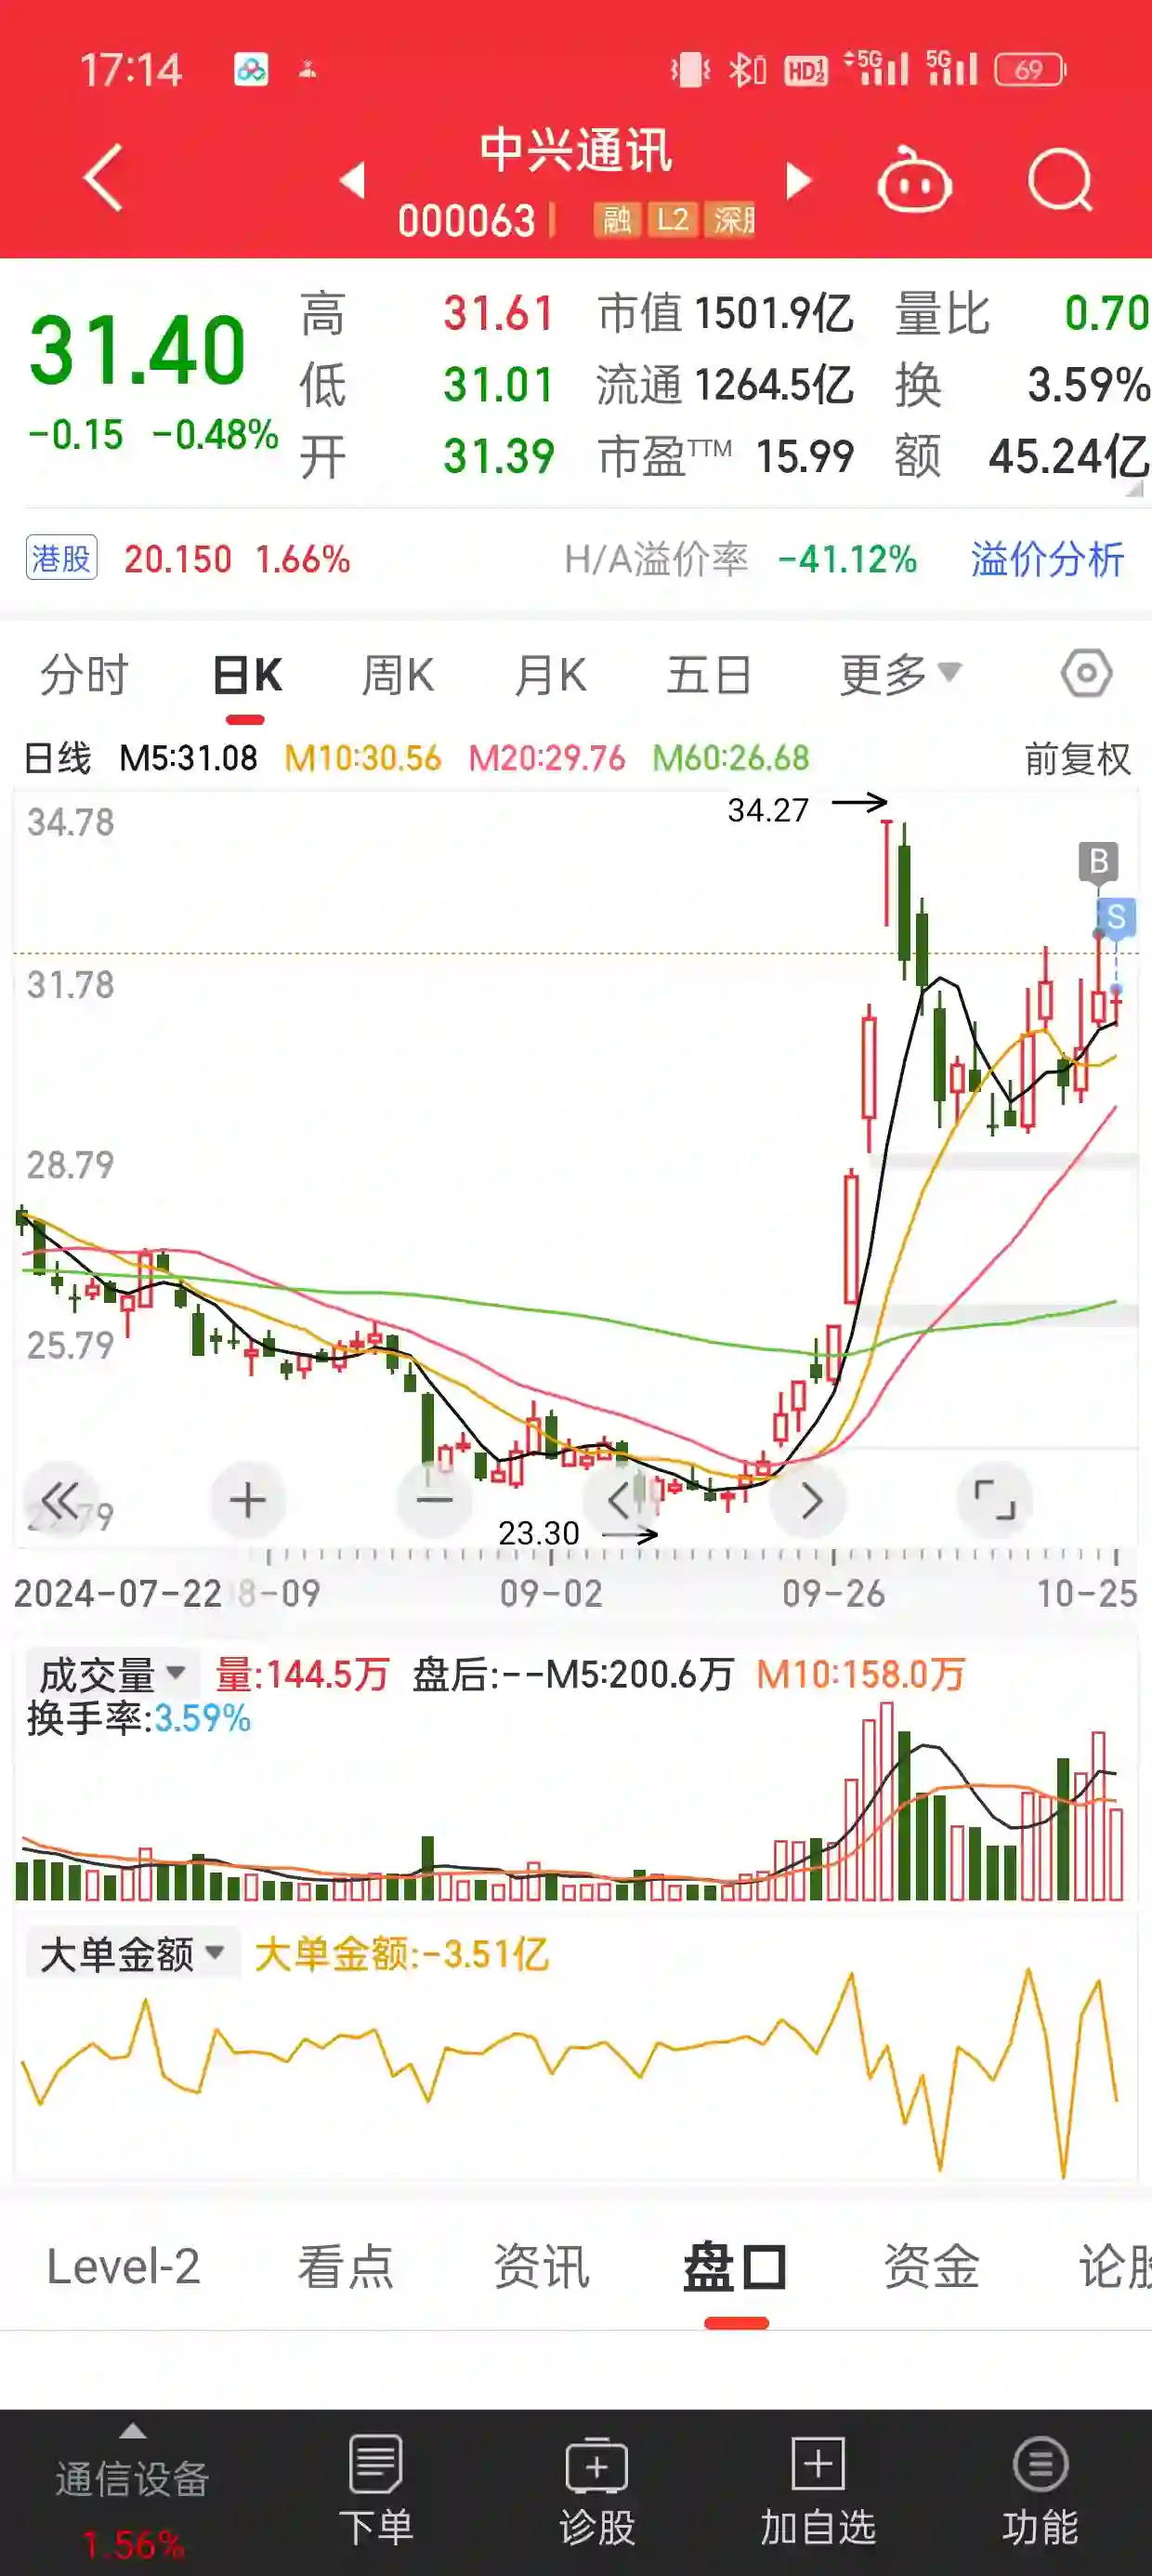 17:14 HD1 2 5G 5G 69
中兴通讯
000063 融 L2 深
31.40
-0.15 -0.48%
高 31.61 市值 1501.9亿 量比 0.70
低 31.01 流通 1264.5亿 换 3.59%
开 31.39 市盈TTM 15.99 额 45.24亿
港股 20.150 1.66% H/A溢价率 -41.12% 溢价分析
分时 日K 周K 月K 五日 更多
日线 M5:31.08 M10:30.56 M20:29.76 M60:26.68 前复权
34.78
34.27
B
S
31.78
28.79
25.79
23.30
2024-07-22 8-09 09-02 09-26 10-25
成交量 量:144.5万 盘后:--M5:200.6万 M10:158.0万
换手率:3.59%
大单金额 大单金额:-3.51亿
Level-2 看点 资讯 盘口 资金 论
通信设备
1.56%
下单 诊股 加自选 功能